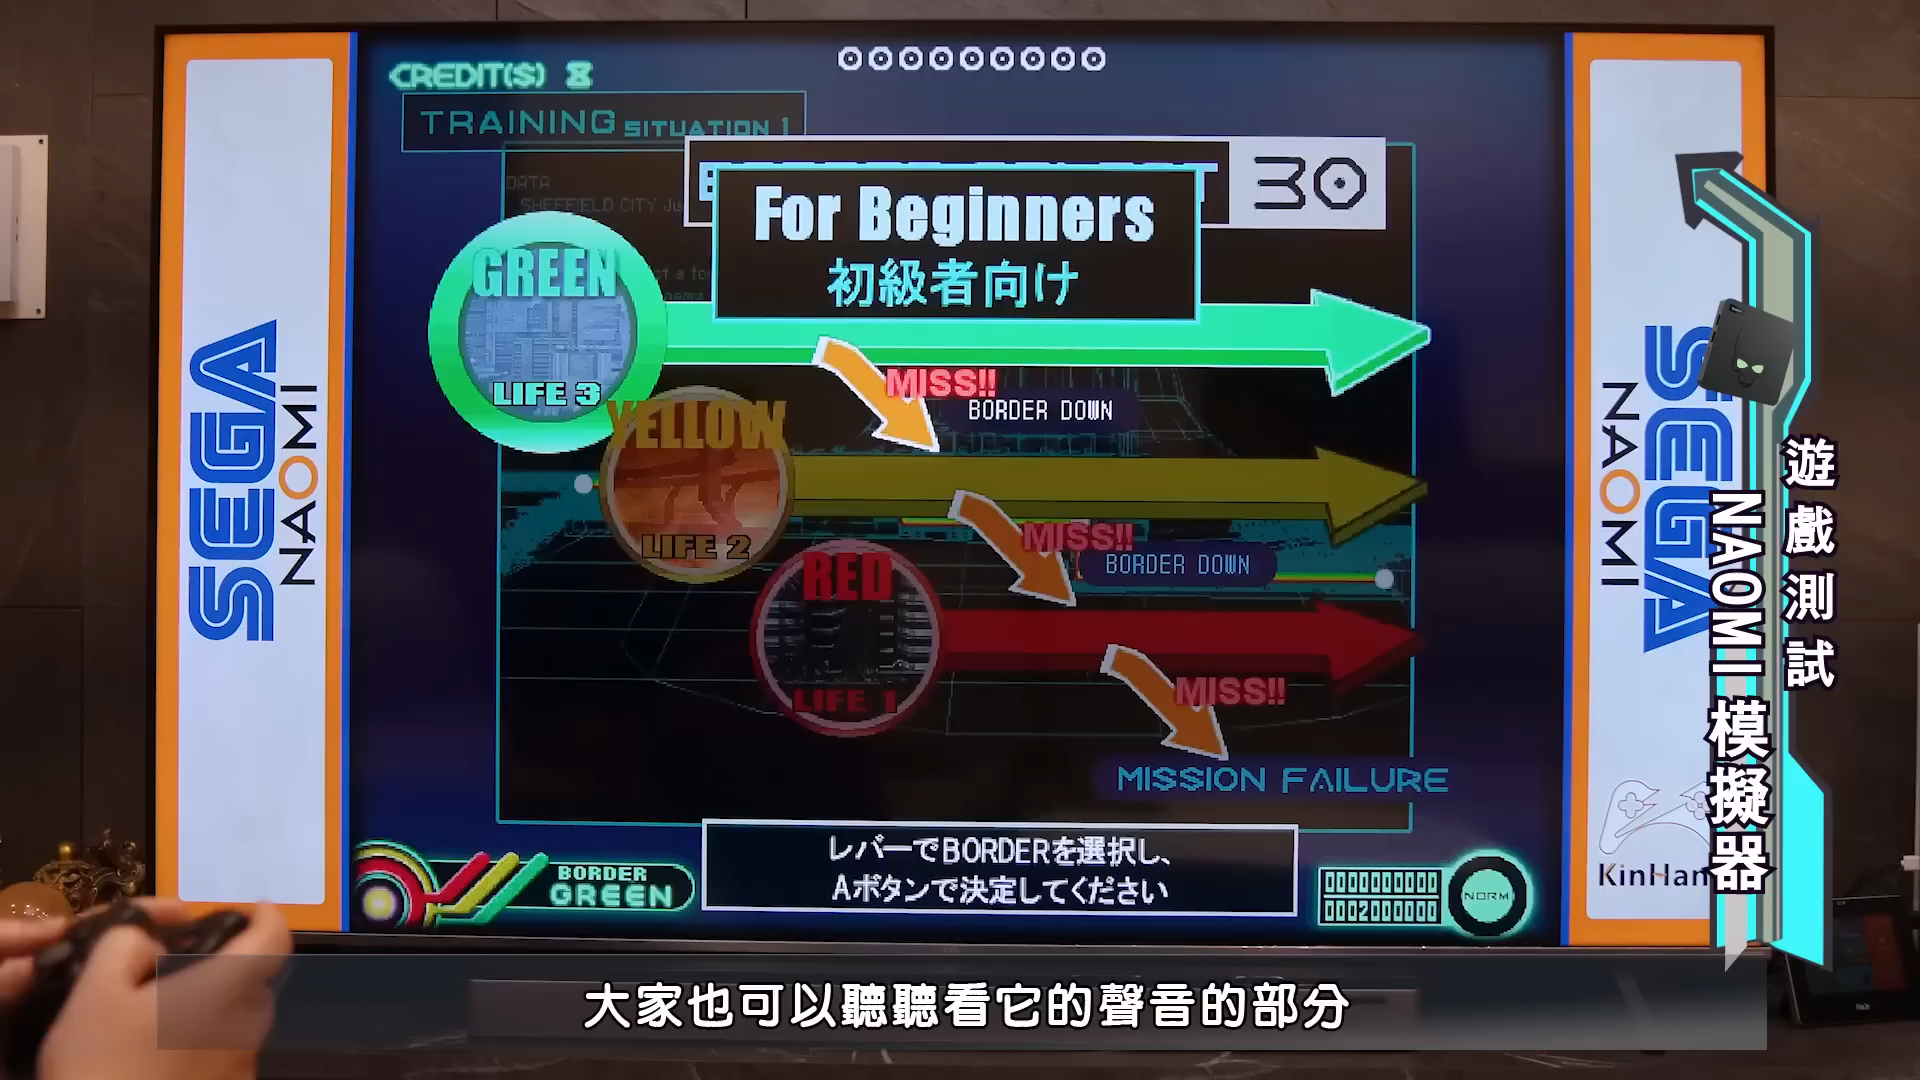 CREDIT(S) 8
TRAINING SITUATION 1
DATA
SHEFFIELD CITY
30
For Beginners
初級者向け
GREEN
LIFE 3
MISS!!
BORDER DOWN
YELLOW
LIFE 2
MISS!!
BORDER DOWN
RED
LIFE 1
MISS!!
MISSION FAILURE
レバーでBORDERを選択し、
Aボタンで決定してください
BORDER
GREEN
0000000000
0002000000
NORM
SEGA
NAOMI
SEGA
NAOMI
KinHan
遊戲測試
NAOMI 模擬器
大家也可以聽聽看它的聲音的部分